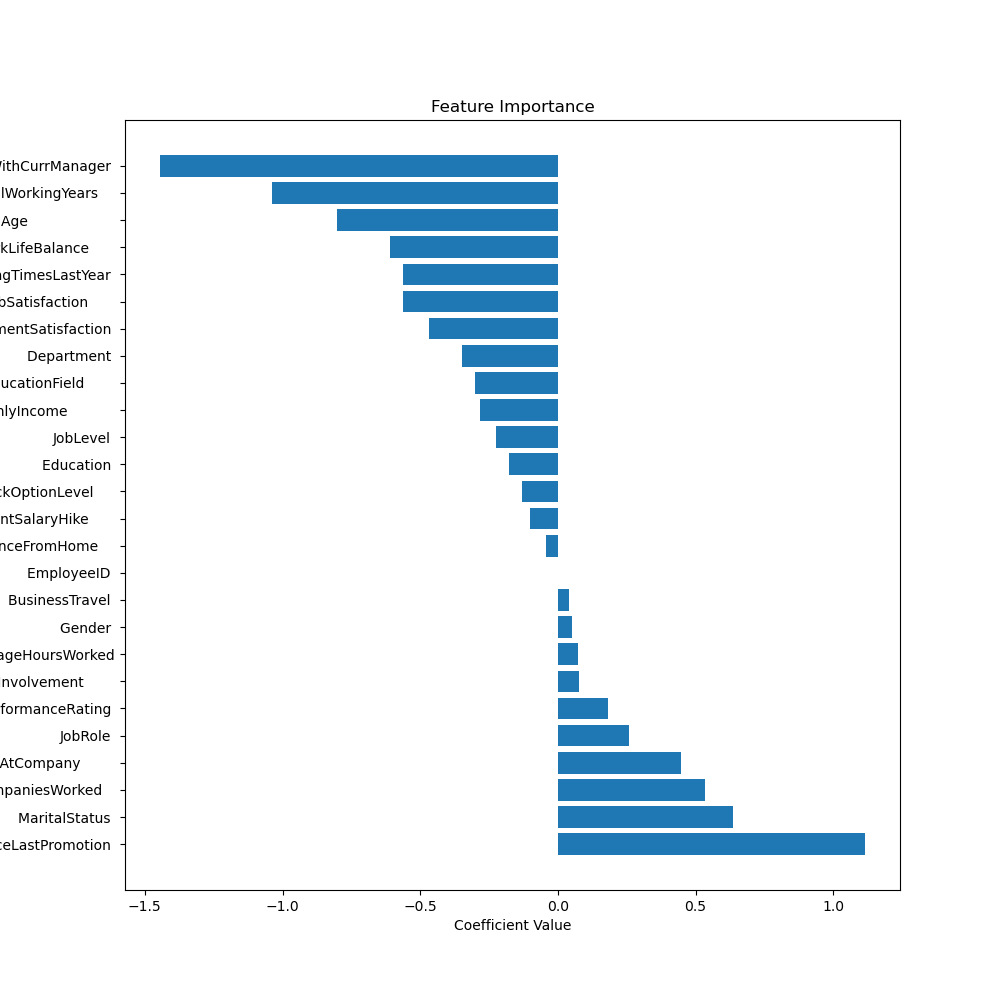 Feature Importance
WithCurrManager
lWorkingYears
Age
kLifeBalance
ngTimesLastYear
bSatisfaction
mentSatisfaction
Department
ucationField
hlyIncome
JobLevel
Education
ckOptionLevel
ntSalaryHike
nceFromHome
EmployeeID
BusinessTravel
Gender
ageHoursWorked
Involvement
formanceRating
JobRole
AtCompany
mpaniesWorked
MaritalStatus
ceLastPromotion
−1.5 −1.0 −0.5 0.0 0.5 1.0
Coefficient Value